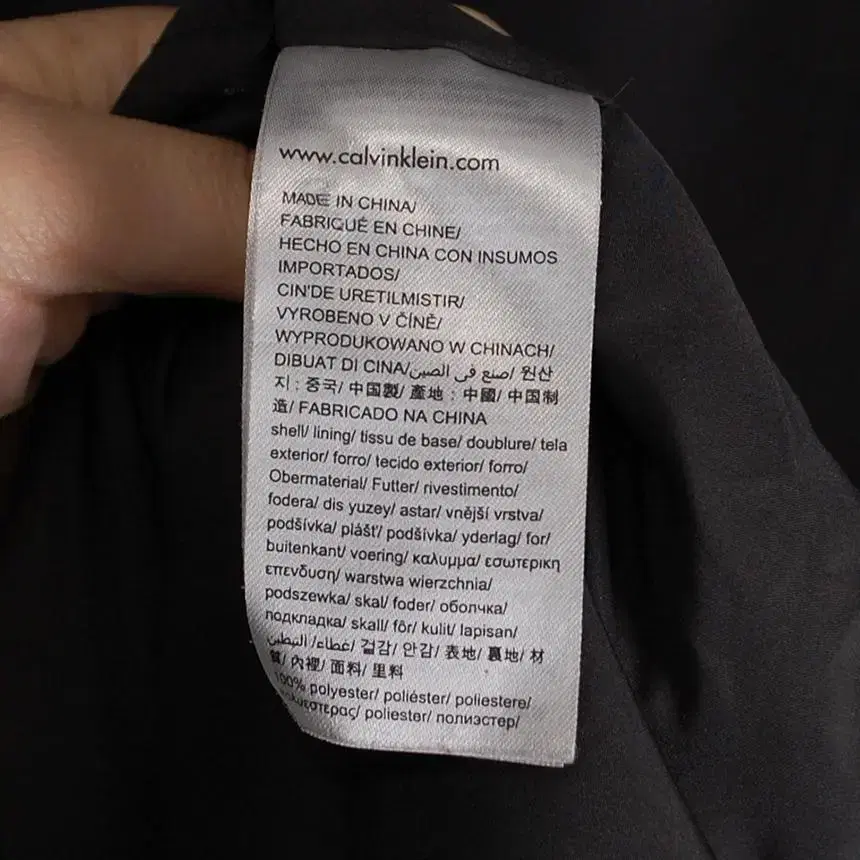 www.calvinklein.com
MADE IN CHINA/
FABRIQUÉ EN CHINE/
HECHO EN CHINA CON INSUMOS
IMPORTADOS/
CIN'DE URETILMISTIR/
VYROBENO V ČÍNĚ/
WYPRODUKOWANO W CHINACH/
DIBUAT DI CINA/صنع في الصين/ 원산
지 : 중국/ 中国製/ 產地 : 中國/ 中国制
造/ FABRICADO NA CHINA
shell/ lining/ tissu de base/ doublure/ tela
exterior/ forro/ tecido exterior/ forro/
Obermaterial/ Futter/ rivestimento/
fodera/ dis yuzey/ astar/ vnější vrstva/
podšívka/ plášť/ podšívka/ yderlag/ for/
buitenkant/ voering/ καλυμμα/ εσωτερικη
επενδυση/ warstwa wierzchnia/
podszewka/ skal/ foder/ оболчка/
подкладка/ skall/ fôr/ kulit/ lapisan/
غطاء/ التبطين/ 겉감/ 안감/ 表地/ 裏地/ 材
質/ 內裡/ 面料/ 里料
100% polyester/ poliéster/ poliestere/
poliester/ полиэстер/